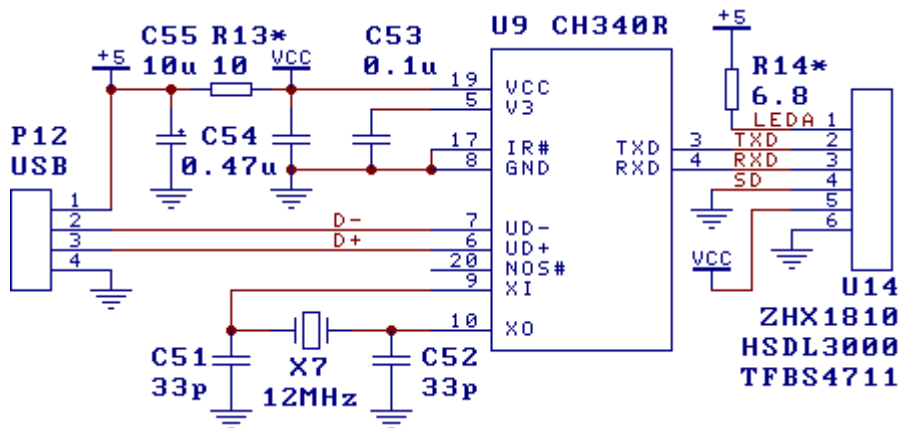 U9 CH340R
C55 R13*
10u 10
+5
VCC
C53
0.1u
+5
R14*
6.8
P12
USB
C54
0.47u
1
2
3
4
D-
D+
19
5
17
8
7
6
20
9
10
VCC
V3
IR#
GND
UD-
UD+
NOS#
XI
XO
TXD
RXD
3
4
LEDA
TXD
RXD
SD
1
2
3
4
5
6
VCC
U14
ZHX1810
HSDL3000
TFBS4711
C51
33p
X7
12MHz
C52
33p